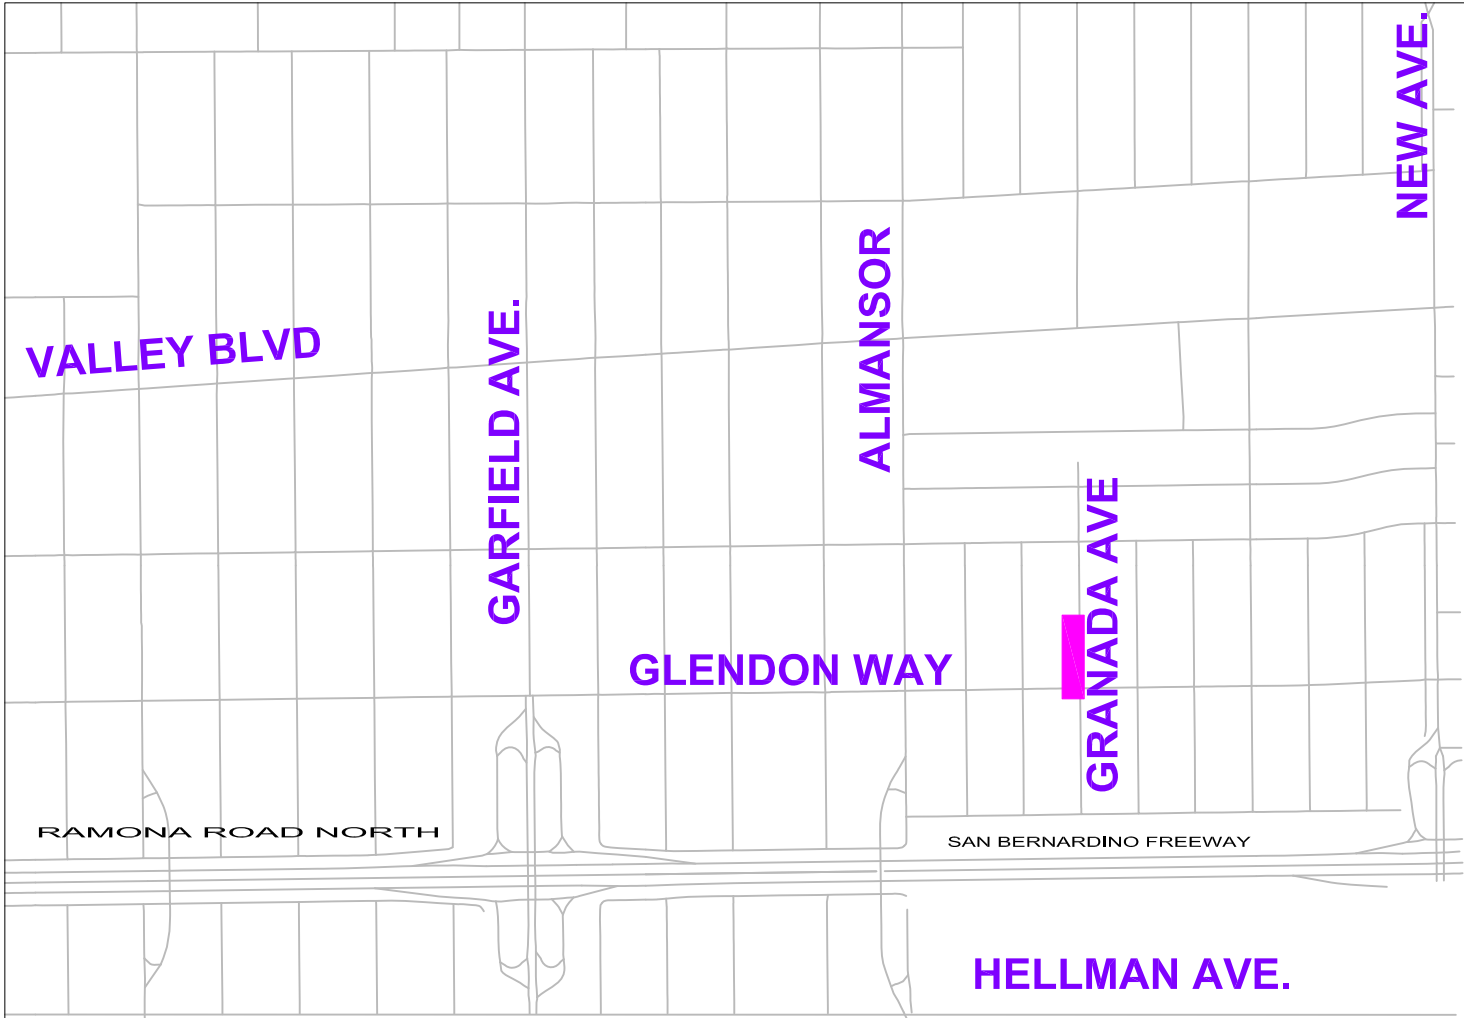 NEW AVE.
ALMANSOR
GARFIELD AVE.
VALLEY BLVD
GRANADA AVE
GLENDON WAY
RAMONA ROAD NORTH
SAN BERNARDINO FREEWAY
HELLMAN AVE.